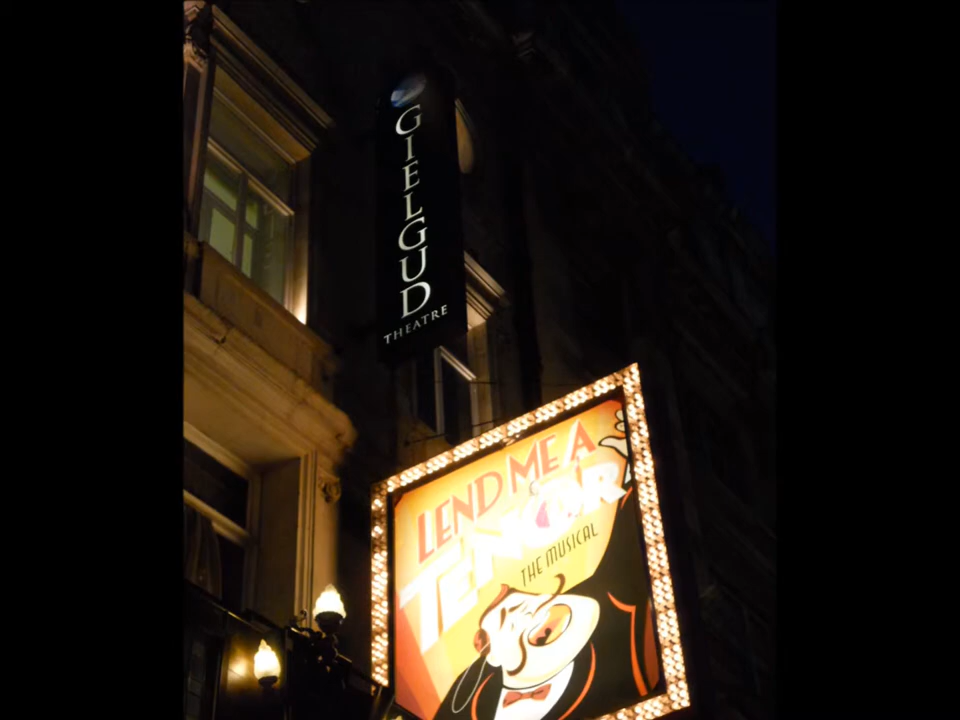 GIELGUD
THEATRE
LEND ME A
TENOR
THE MUSICAL